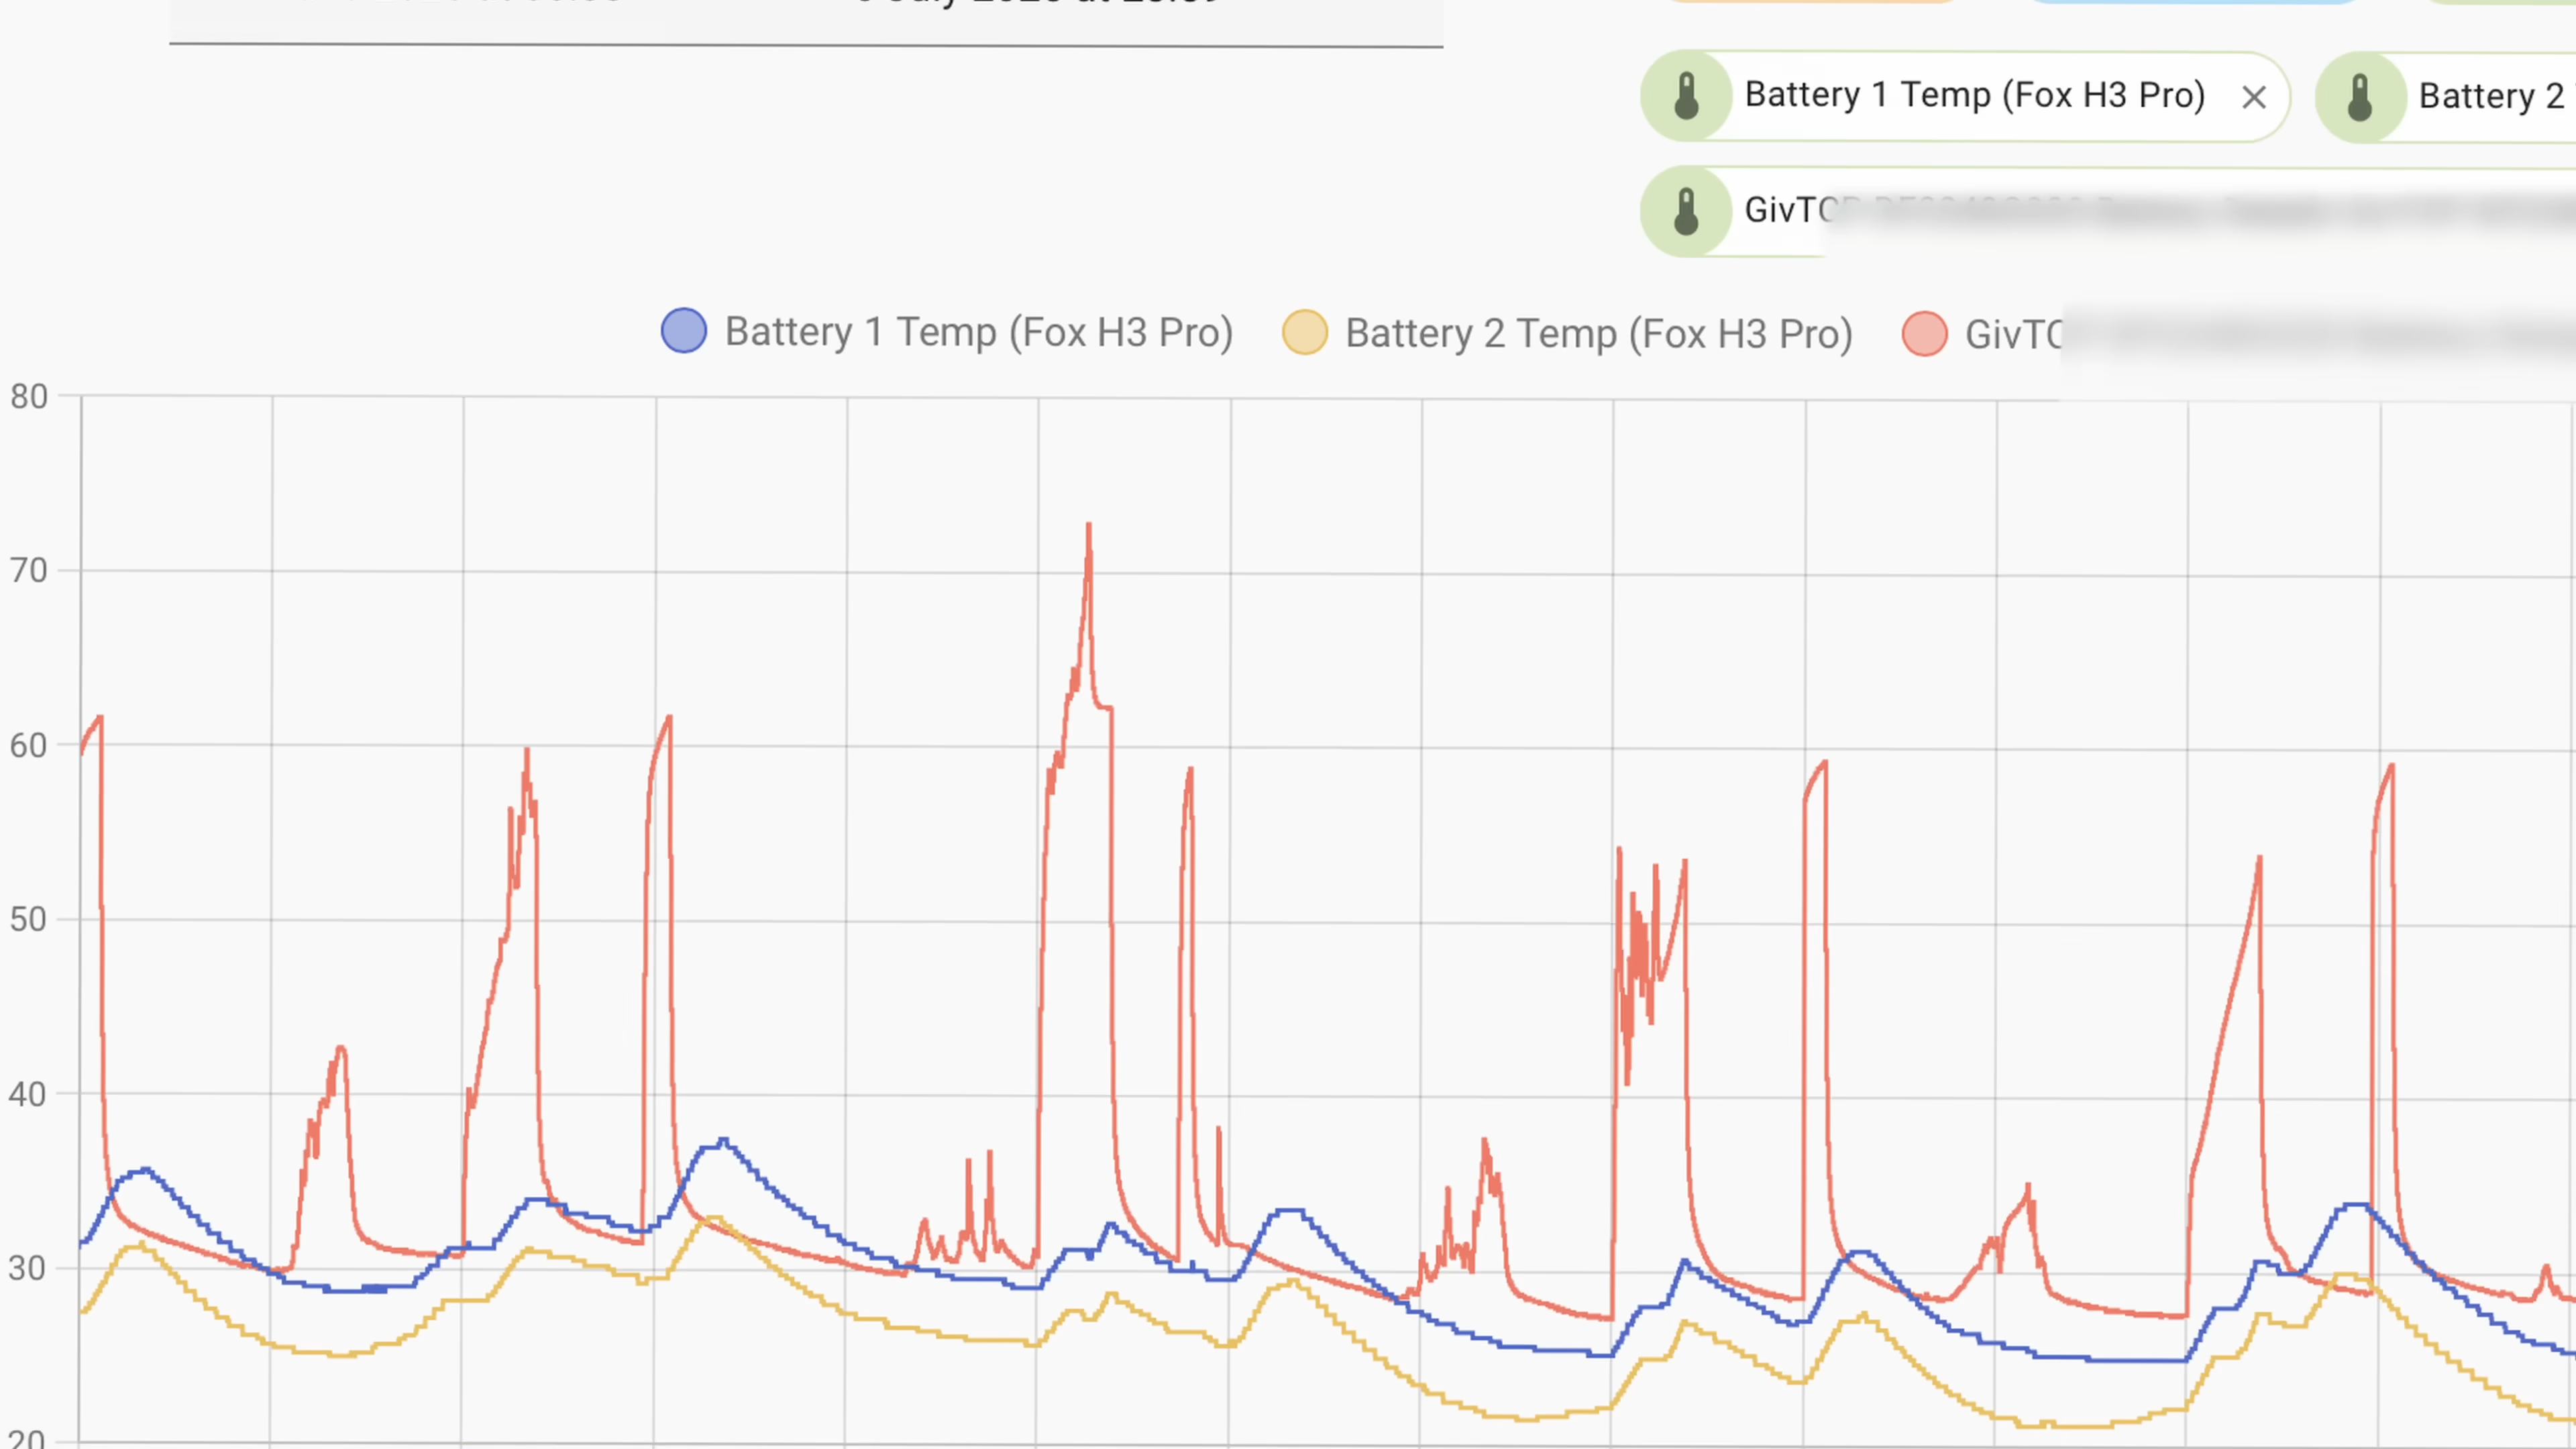 Battery 1 Temp (Fox H3 Pro) Battery 2
GivTC
Battery 1 Temp (Fox H3 Pro) Battery 2 Temp (Fox H3 Pro) GivTC
80
70
60
50
40
30
20